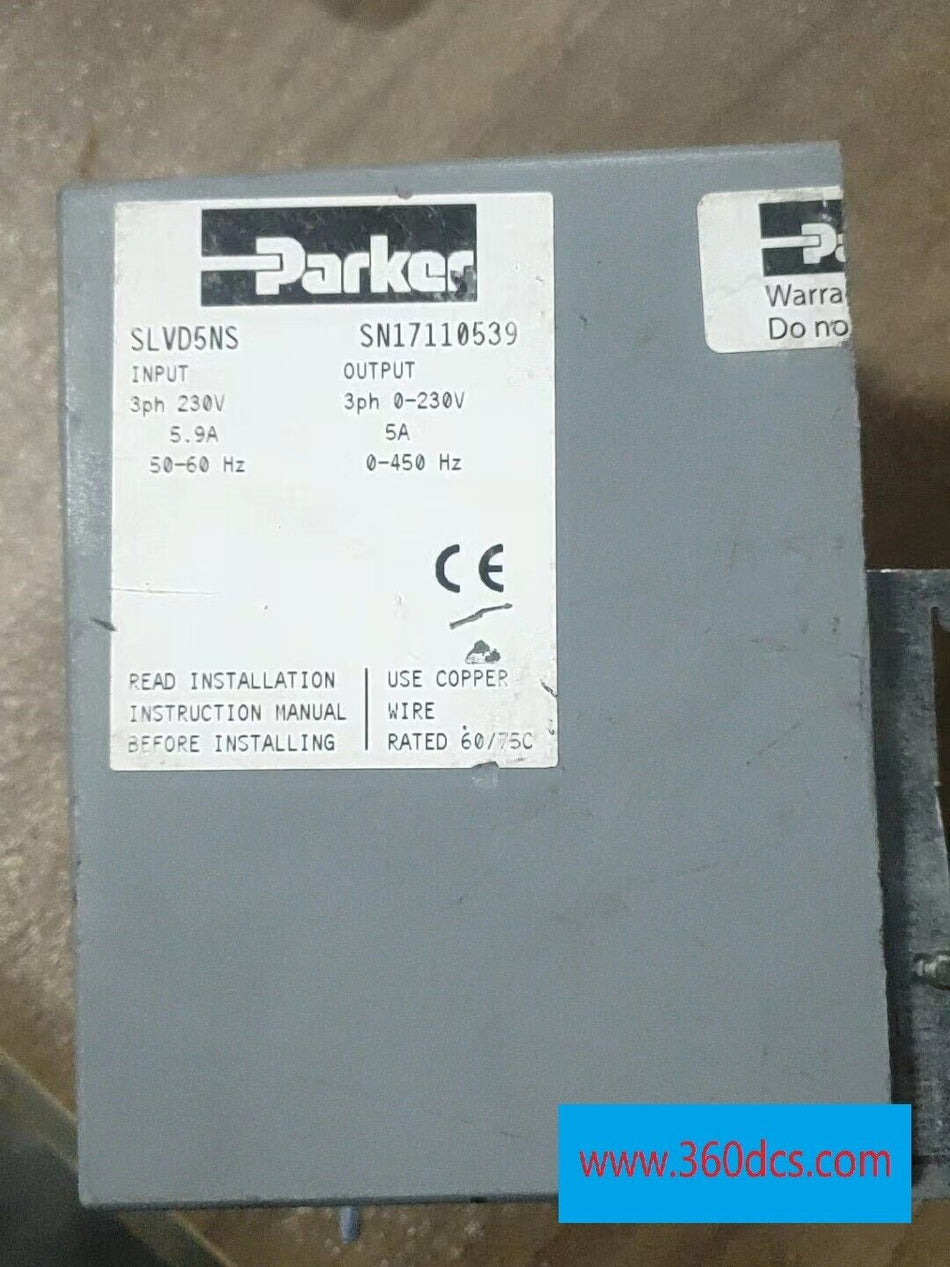 Parker
SLVD5NS SN17110539
INPUT OUTPUT
3ph 230V 3ph 0-230V
5.9A 5A
50-60 Hz 0-450 Hz
CE
READ INSTALLATION
INSTRUCTION MANUAL
BEFORE INSTALLING
USE COPPER
WIRE
RATED 60/75C
Pa
Warra
Do no
www.360dcs.com